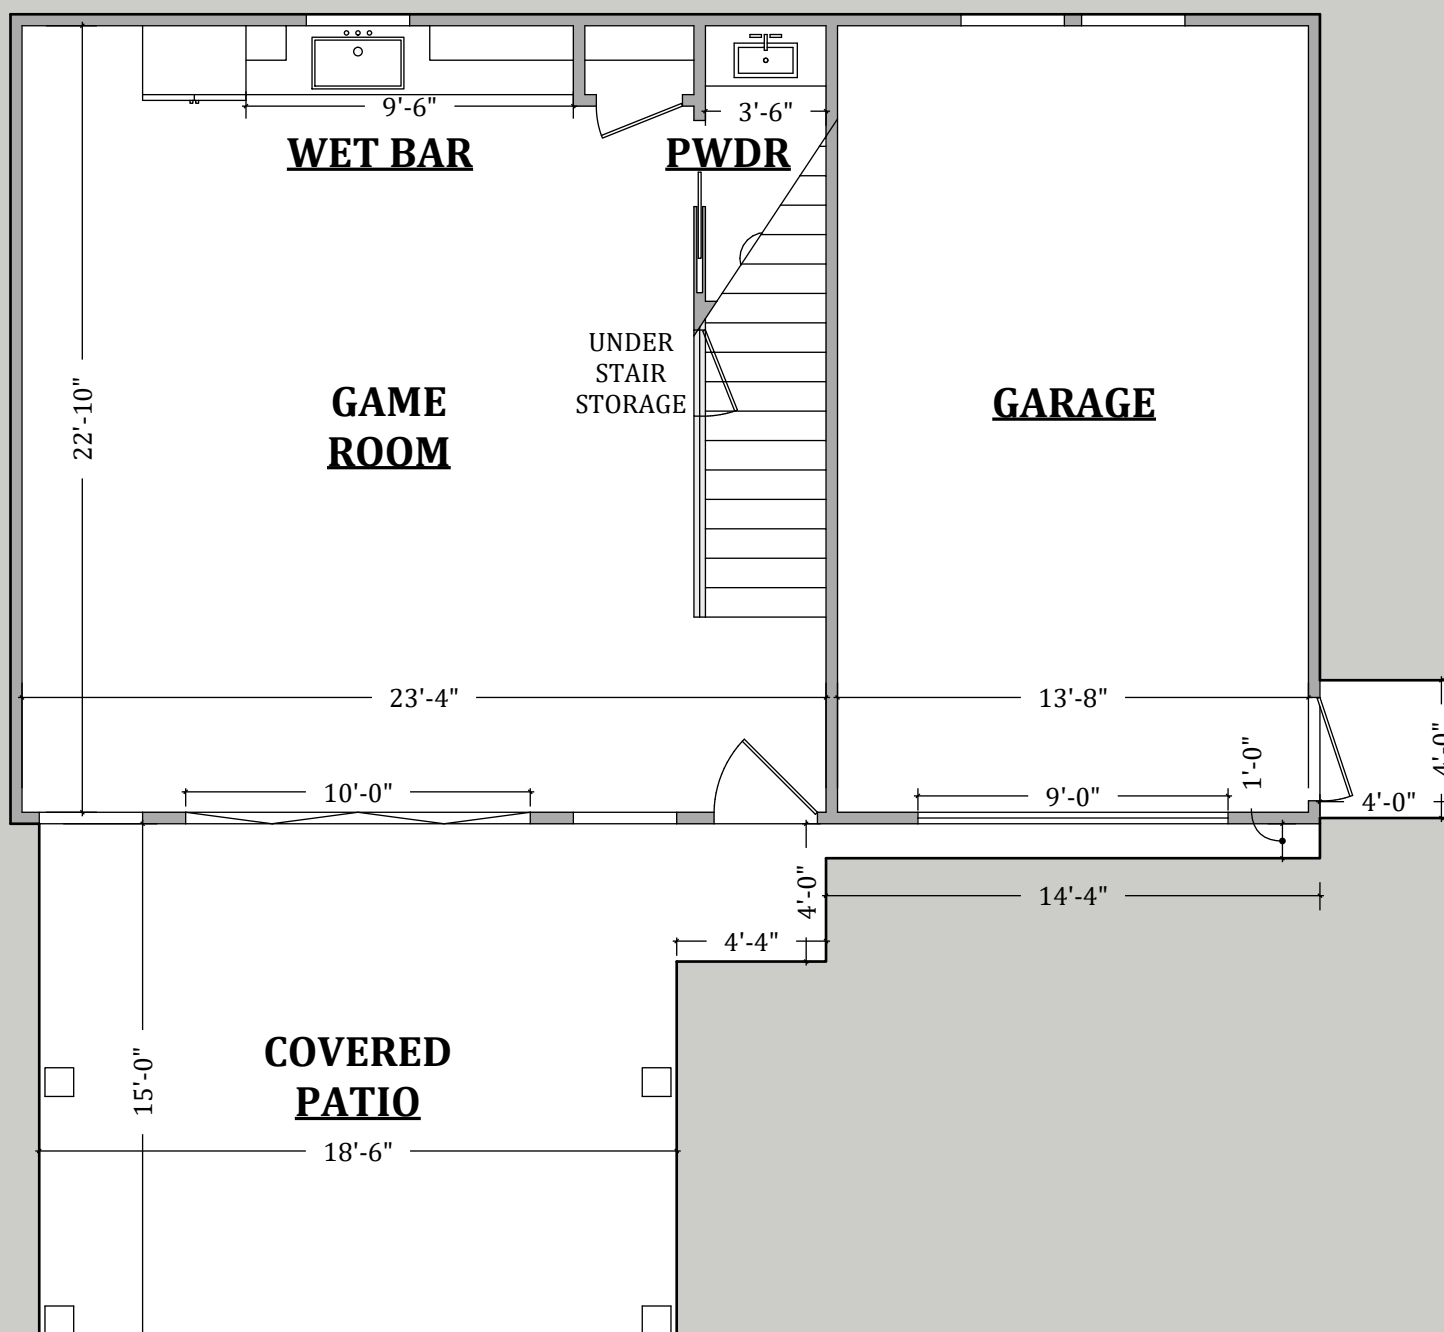 9'-6"
3'-6"
WET BAR
PWDR
UNDER
STAIR
STORAGE
22'-10"
GAME
ROOM
GARAGE
23'-4"
13'-8"
1'-0"
4'-0"
10'-0"
9'-0"
4'-0"
4'-0"
14'-4"
4'-4"
COVERED
PATIO
15'-0"
18'-6"